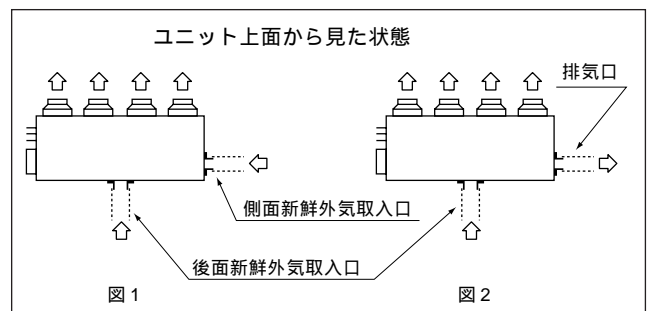 ユニット上面から見た状態
排気口
側面新鮮外気取入口
後面新鮮外気取入口
図1
図2